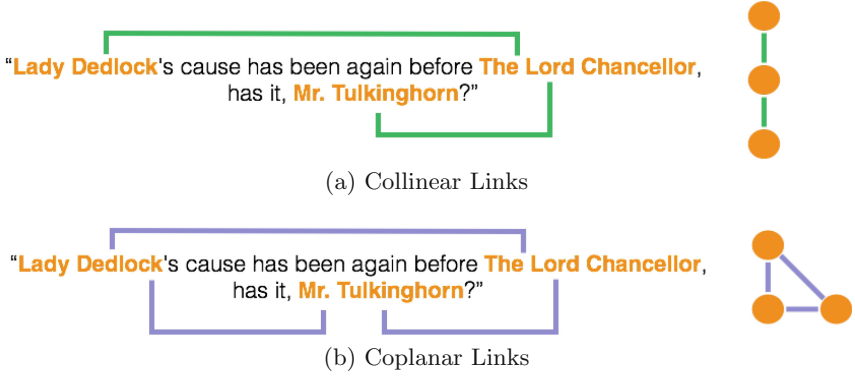 “Lady Dedlock's cause has been again before The Lord Chancellor,
has it, Mr. Tulkinghorn?”
(a) Collinear Links
“Lady Dedlock's cause has been again before The Lord Chancellor,
has it, Mr. Tulkinghorn?”
(b) Coplanar Links